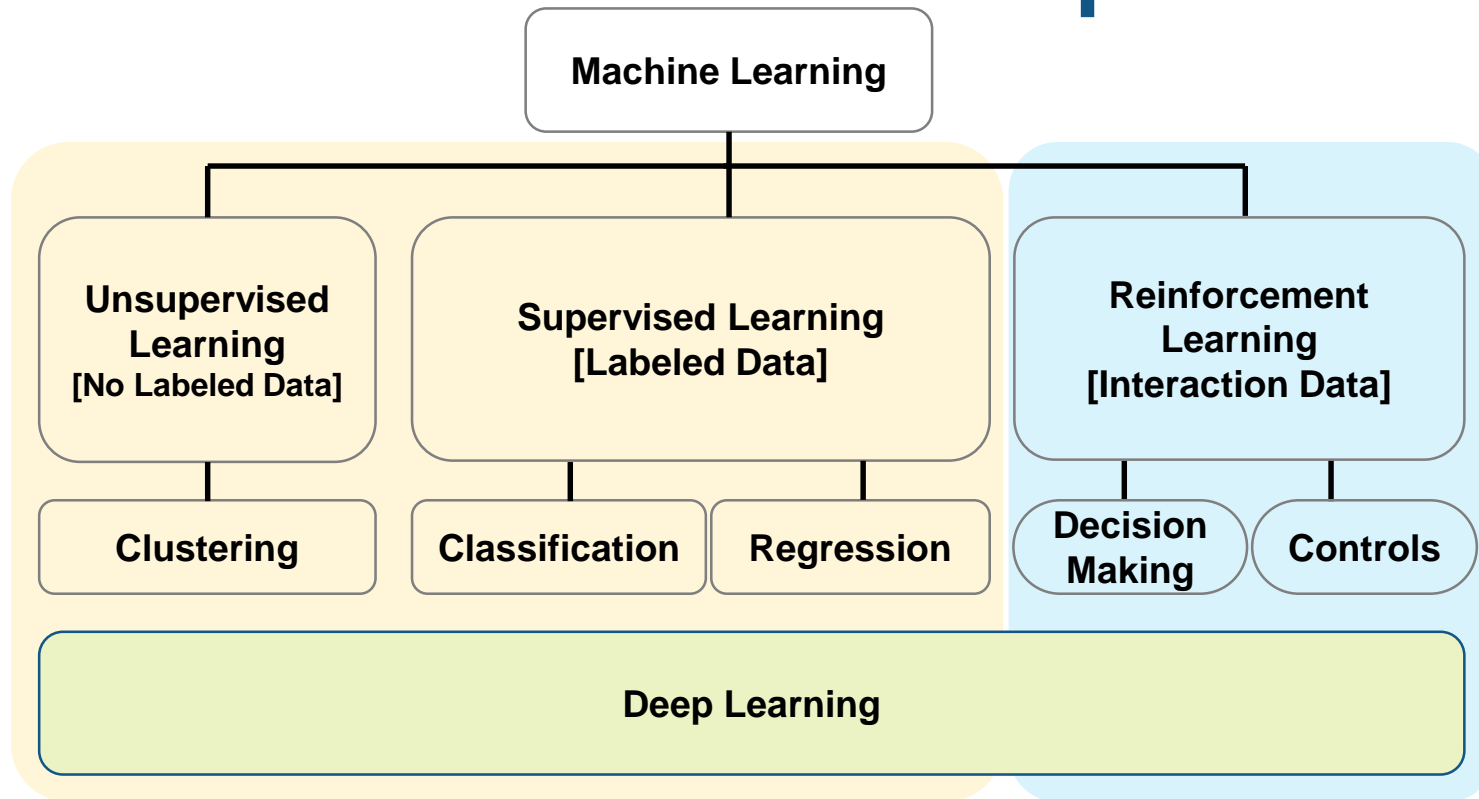 Machine Learning
Unsupervised
Learning
[No Labeled Data]
Supervised Learning
[Labeled Data]
Reinforcement
Learning
[Interaction Data]
Clustering
Classification
Regression
Decision
Making
Controls
Deep Learning